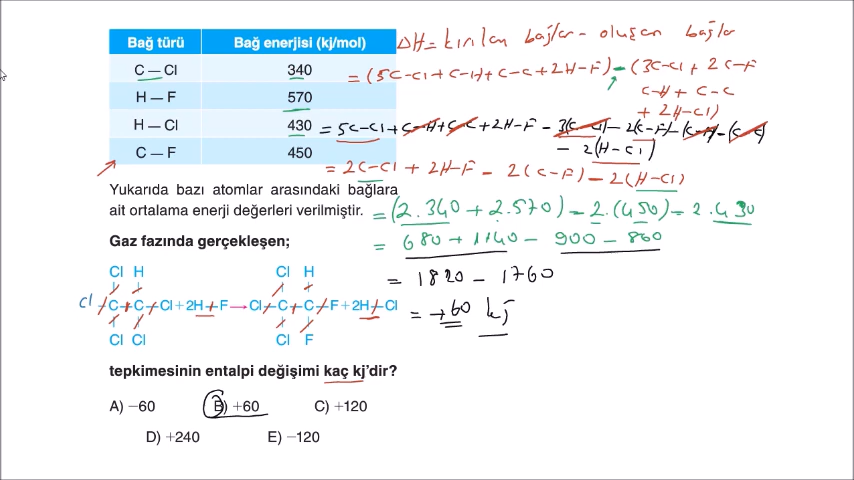 Bağ türü Bağ enerjisi (kj/mol)
C — Cl 340
H — F 570
H — Cl 430
C — F 450
Yukarıda bazı atomlar arasındaki bağlara
ait ortalama enerji değerleri verilmiştir.
Gaz fazında gerçekleşen;
Cl H Cl H
Cl C C Cl + 2H F → Cl C C F + 2H Cl
Cl Cl Cl F
tepkimesinin entalpi değişimi kaç kj'dir?
A) −60 B) +60 C) +120
D) +240 E) −120
ΔH = kırılan bağlar - oluşan bağlar
= (5C-Cl + C-H + C-C + 2H-F) - (3C-Cl + 2C-F
C-H + C-C
+ 2H-Cl)
= 5C-Cl + C-H + C-C + 2H-F - 3(C-Cl) - 2(C-F) - (C-H) - (C-C)
- 2(H-Cl)
= 2C-Cl + 2H-F - 2(C-F) - 2(H-Cl)
= (2.340 + 2.570) - 2.(450) - 2.430
= 680 + 1140 - 900 - 860
= 1820 - 1760
= +60 kj